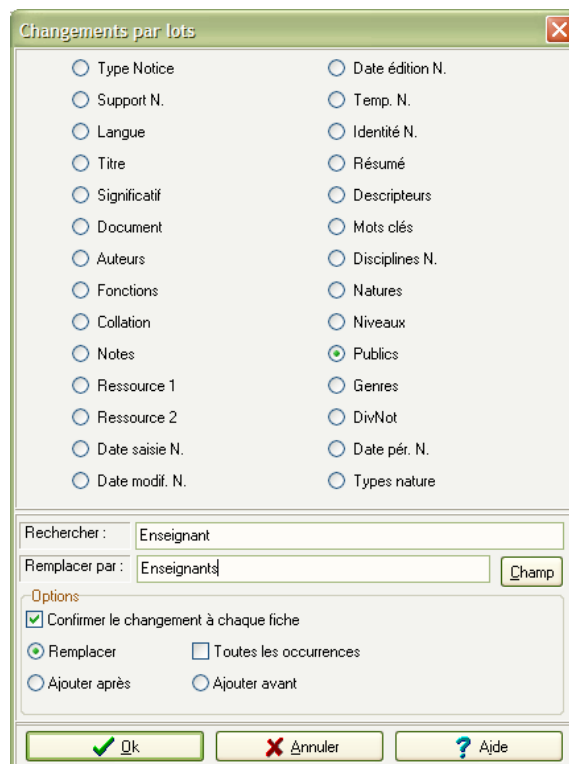 Changements par lots
Type Notice Date édition N.
Support N. Temp. N.
Langue Identité N.
Titre Résumé
Significatif Descripteurs
Document Mots clés
Auteurs Disciplines N.
Fonctions Natures
Collation Niveaux
Notes Publics
Ressource 1 Genres
Ressource 2 DivNot
Date saisie N. Date pér. N.
Date modif. N. Types nature
Rechercher : Enseignant
Remplacer par : Enseignants Champ
Options
Confirmer le changement à chaque fiche
Remplacer Toutes les occurrences
Ajouter après Ajouter avant
Ok Annuler Aide